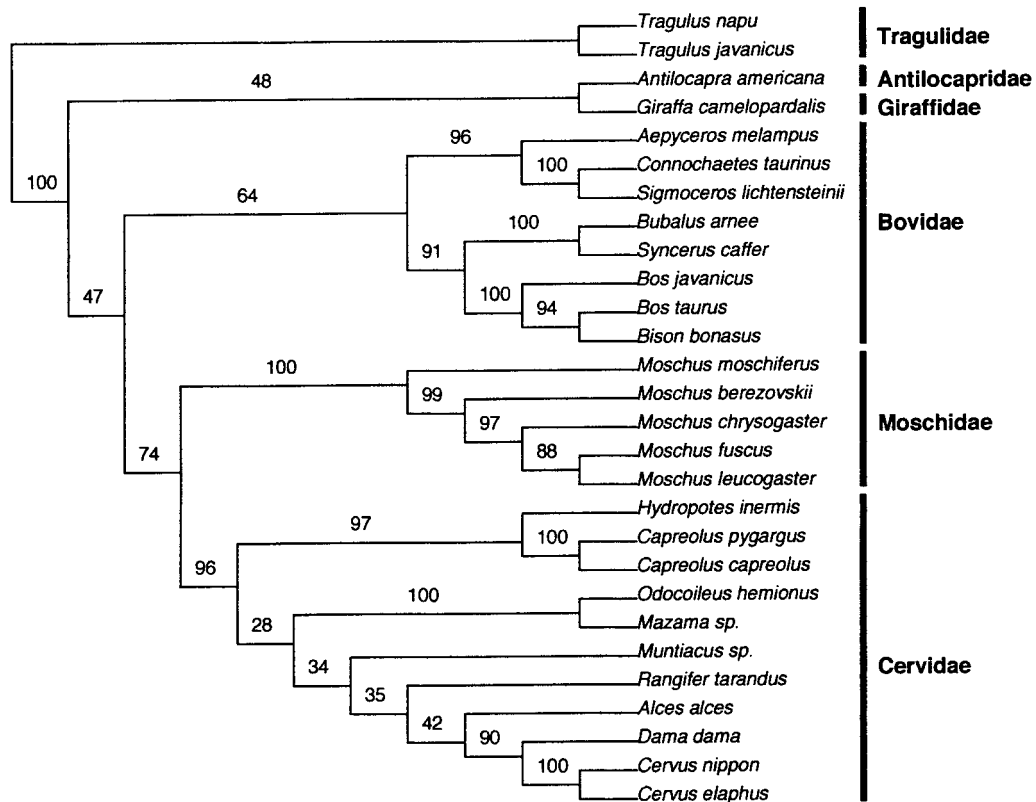 Tragulus napu
Tragulus javanicus
Tragulidae
48
Antilocapra americana
Antilocapridae
Giraffa camelopardalis
Giraffidae
96
Aepyceros melampus
100
Connochaetes taurinus
100
64
Sigmoceros lichtensteinii
100
Bubalus arnee
Bovidae
91
Syncerus caffer
100
Bos javanicus
47
94
Bos taurus
Bison bonasus
100
Moschus moschiferus
99
Moschus berezovskii
97
Moschus chrysogaster
Moschidae
74
88
Moschus fuscus
Moschus leucogaster
97
Hydropotes inermis
100
Capreolus pygargus
96
Capreolus capreolus
100
Odocoileus hemionus
28
Mazama sp.
34
Muntiacus sp.
Cervidae
35
Rangifer tarandus
42
Alces alces
90
Dama dama
100
Cervus nippon
Cervus elaphus